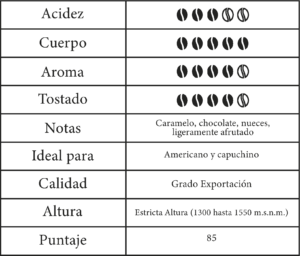 Acidez
Cuerpo
Aroma
Tostado
Notas
Caramelo, chocolate, nueces,
ligeramente afrutado
Ideal para
Americano y capuchino
Calidad
Grado Exportación
Altura
Estricta Altura (1300 hasta 1550 m.s.n.m.)
Puntaje
85